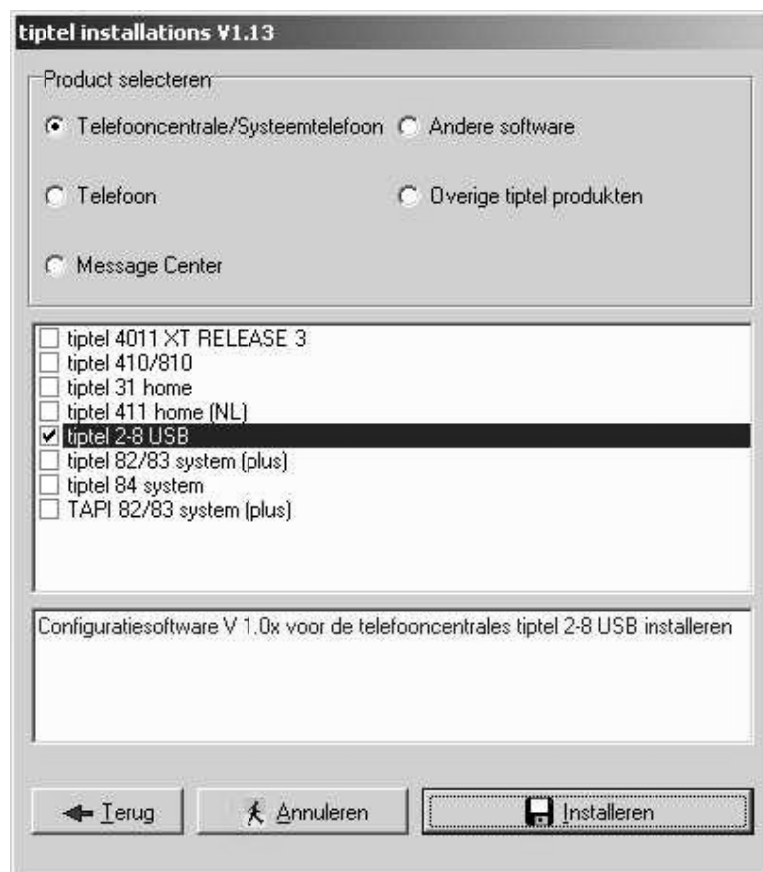 tiptel installations V1.13
Product selecteren
Telefooncentrale/Systeemtelefoon
Andere software
Telefoon
Overige tiptel produkten
Message Center
tiptel 4011 XT RELEASE 3
tiptel 410/810
tiptel 31 home
tiptel 411 home (NL)
tiptel 2-8 USB
tiptel 82/83 system (plus)
tiptel 84 system
TAPI 82/83 system (plus)
Configuratiesoftware V 1.0x voor de telefooncentrales tiptel 2-8 USB installeren
Terug
Annuleren
Installeren